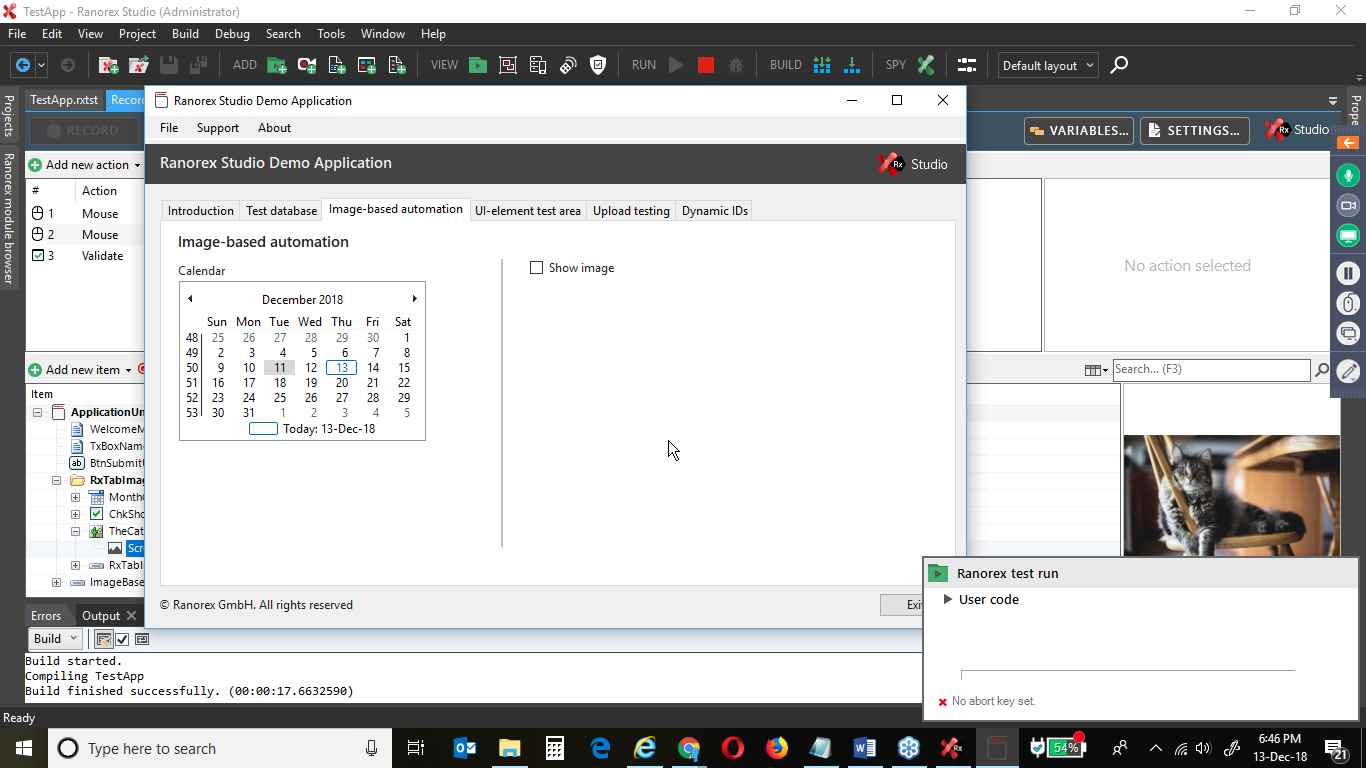 TestApp - Ranorex Studio (Administrator)
File Edit View Project Build Debug Search Tools Window Help
ADD VIEW RUN BUILD SPY Default layout
TestApp.rxtst Recor
Projects
Ranorex module browser
Prope
RECORD
VARIABLES... SETTINGS... Rx Studio
Add new action
# Action
1 Mouse
2 Mouse
3 Validate
No action selected
Add new item
Search... (F3)
Item
ApplicationUn
WelcomeM
TxBoxNam
ab BtnSubmit
RxTabImag
Month
ChkSho
TheCat
Scr
RxTabl
ImageBase
Ranorex Studio Demo Application
File Support About
Ranorex Studio Demo Application
Rx Studio
Introduction Test database Image-based automation UI-element test area Upload testing Dynamic IDs
Image-based automation
Calendar
Show image
December 2018
Sun Mon Tue Wed Thu Fri Sat
48 25 26 27 28 29 30 1
49 2 3 4 5 6 7 8
50 9 10 11 12 13 14 15
51 16 17 18 19 20 21 22
52 23 24 25 26 27 28 29
53 30 31 1 2 3 4 5
Today: 13-Dec-18
© Ranorex GmbH. All rights reserved
Exi
Ranorex test run
User code
No abort key set.
Errors Output
Build
Build started.
Compiling TestApp
Build finished successfully. (00:00:17.6632590)
Ready
Type here to search
54%
6:46 PM
13-Dec-18
21